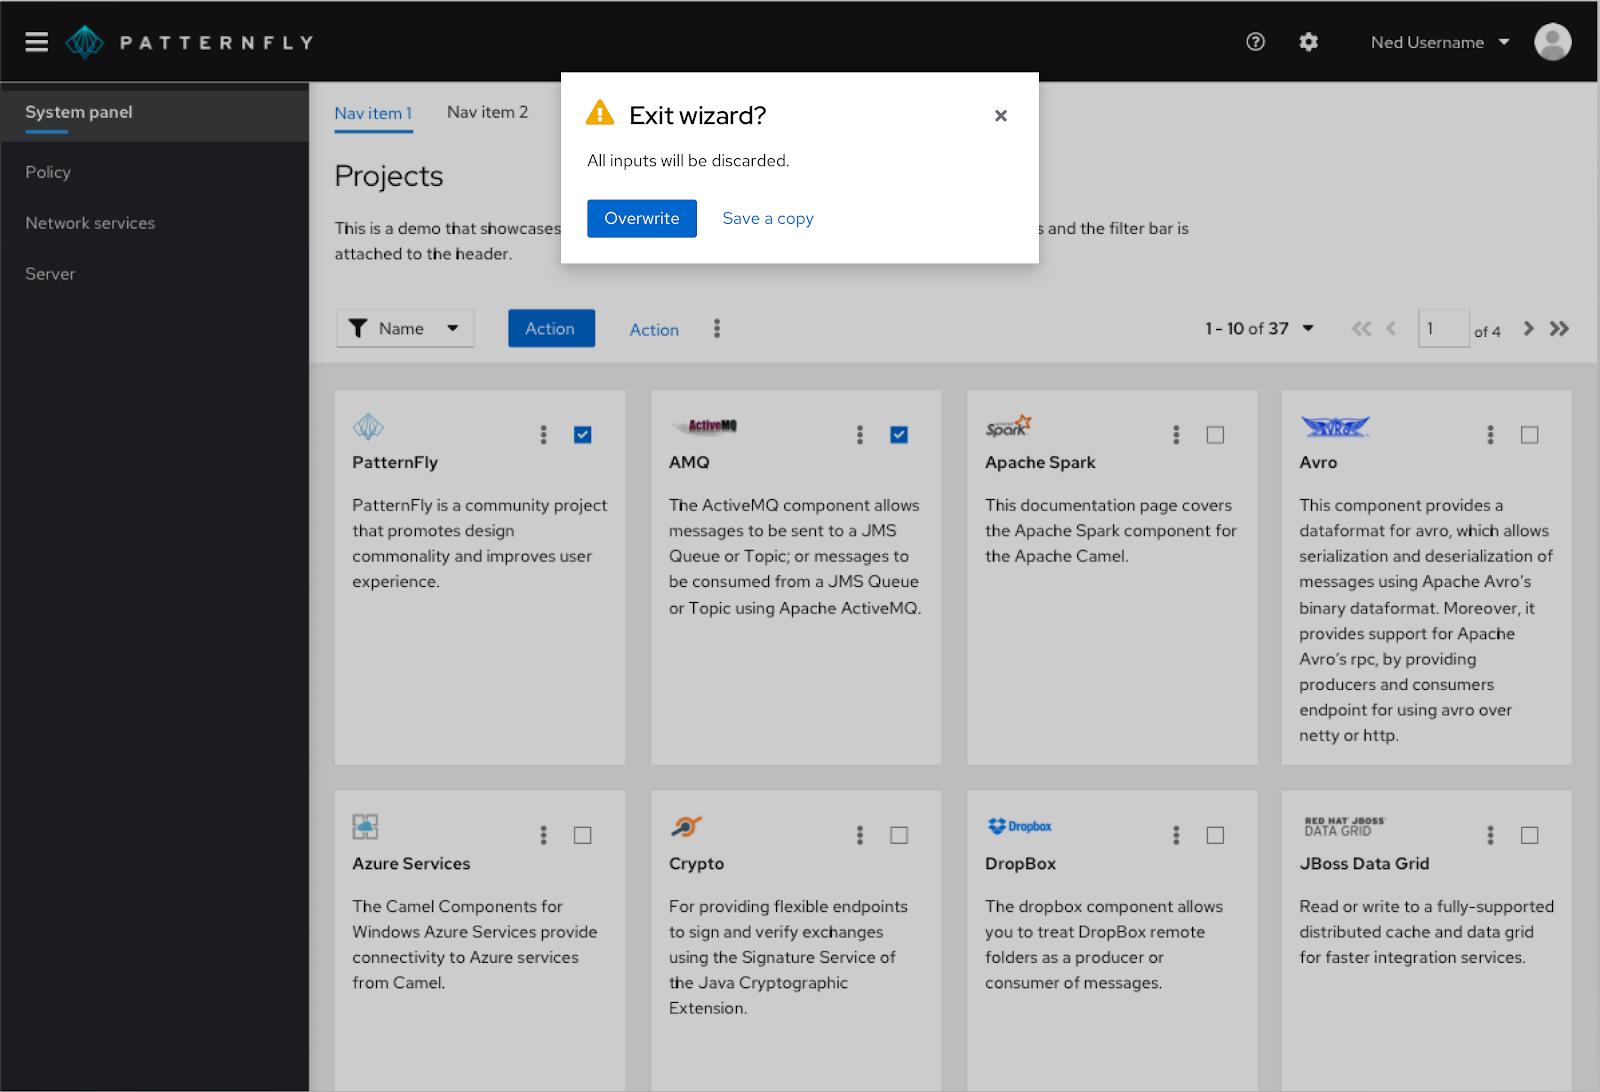 PATTERNFLY
Ned Username
System panel
Policy
Network services
Server
Nav item 1 Nav item 2
Projects
This is a demo that showcases
s and the filter bar is
attached to the header.
Exit wizard?
All inputs will be discarded.
Overwrite Save a copy
Name Action Action 1 - 10 of 37 1 of 4
PatternFly
PatternFly is a community project
that promotes design
commonality and improves user
experience.
ActiveMQ
AMQ
The ActiveMQ component allows
messages to be sent to a JMS
Queue or Topic; or messages to
be consumed from a JMS Queue
or Topic using Apache ActiveMQ.
Spark
Apache Spark
This documentation page covers
the Apache Spark component for
the Apache Camel.
AVRO
Avro
This component provides a
dataformat for avro, which allows
serialization and deserialization of
messages using Apache Avro’s
binary dataformat. Moreover, it
provides support for Apache
Avro’s rpc, by providing
producers and consumers
endpoint for using avro over
netty or http.
Azure Services
The Camel Components for
Windows Azure Services provide
connectivity to Azure services
from Camel.
Crypto
For providing flexible endpoints
to sign and verify exchanges
using the Signature Service of
the Java Cryptographic
Extension.
Dropbox
DropBox
The dropbox component allows
you to treat DropBox remote
folders as a producer or
consumer of messages.
RED HAT JBOSS
DATA GRID
JBoss Data Grid
Read or write to a fully-supported
distributed cache and data grid
for faster integration services.